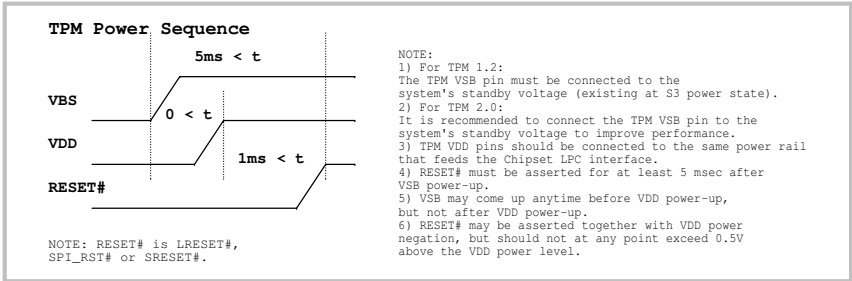 TPM Power Sequence
5ms < t
VBS
0 < t
VDD
1ms < t
RESET#
NOTE: RESET# is LRESET#,
SPI_RST# or SRESET#.
NOTE:
1) For TPM 1.2:
The TPM VSB pin must be connected to the
system's standby voltage (existing at S3 power state).
2) For TPM 2.0:
It is recommended to connect the TPM VSB pin to the
system's standby voltage to improve performance.
3) TPM VDD pins should be connected to the same power rail
that feeds the Chipset LPC interface.
4) RESET# must be asserted for at least 5 msec after
VSB power-up.
5) VSB may come up anytime before VDD power-up,
but not after VDD power-up.
6) RESET# may be asserted together with VDD power
negation, but should not at any point exceed 0.5V
above the VDD power level.